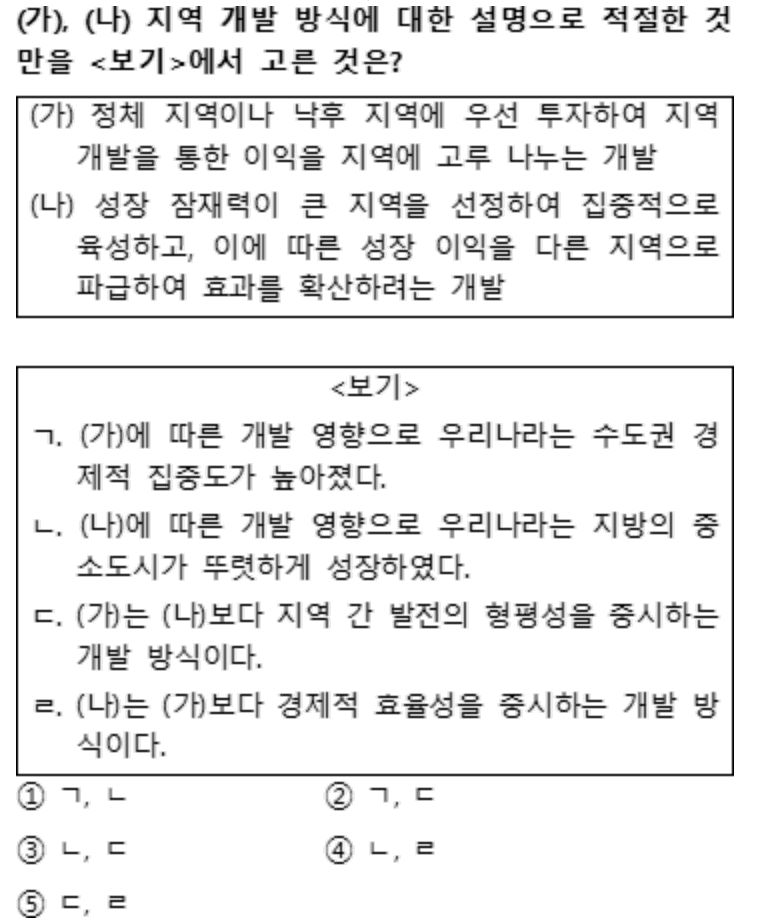 (가), (나) 지역 개발 방식에 대한 설명으로 적절한 것
만을 <보기>에서 고른 것은?
(가) 정체 지역이나 낙후 지역에 우선 투자하여 지역
개발을 통한 이익을 지역에 고루 나누는 개발
(나) 성장 잠재력이 큰 지역을 선정하여 집중적으로
육성하고, 이에 따른 성장 이익을 다른 지역으로
파급하여 효과를 확산하려는 개발
<보기>
ㄱ. (가)에 따른 개발 영향으로 우리나라는 수도권 경
제적 집중도가 높아졌다.
ㄴ. (나)에 따른 개발 영향으로 우리나라는 지방의 중
소도시가 뚜렷하게 성장하였다.
ㄷ. (가)는 (나)보다 지역 간 발전의 형평성을 중시하는
개발 방식이다.
ㄹ. (나)는 (가)보다 경제적 효율성을 중시하는 개발 방
식이다.
① ㄱ, ㄴ ② ㄱ, ㄷ
③ ㄴ, ㄷ ④ ㄴ, ㄹ
⑤ ㄷ, ㄹ